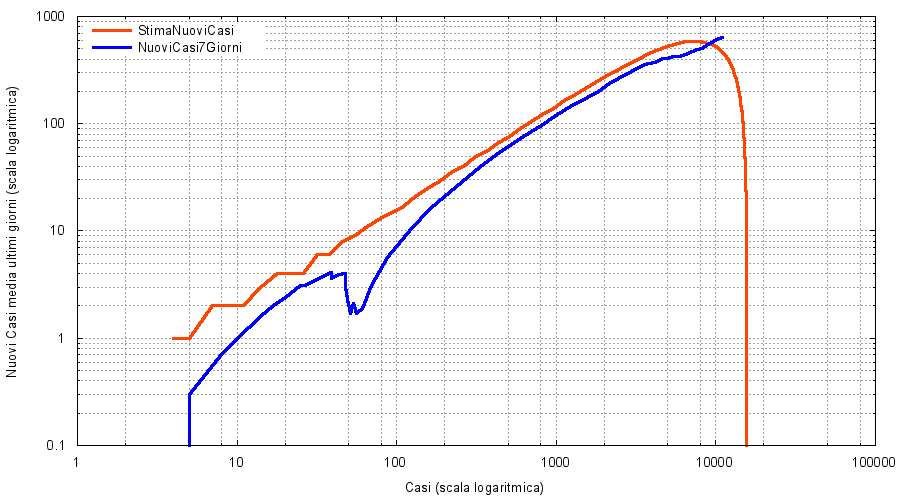 StimaNuoviCasi
NuoviCasi7Giorni
Nuovi Casi media ultimi giorni (scala logaritmica)
1000
100
10
1
0.1
1
10
100
1000
10000
100000
Casi (scala logaritmica)